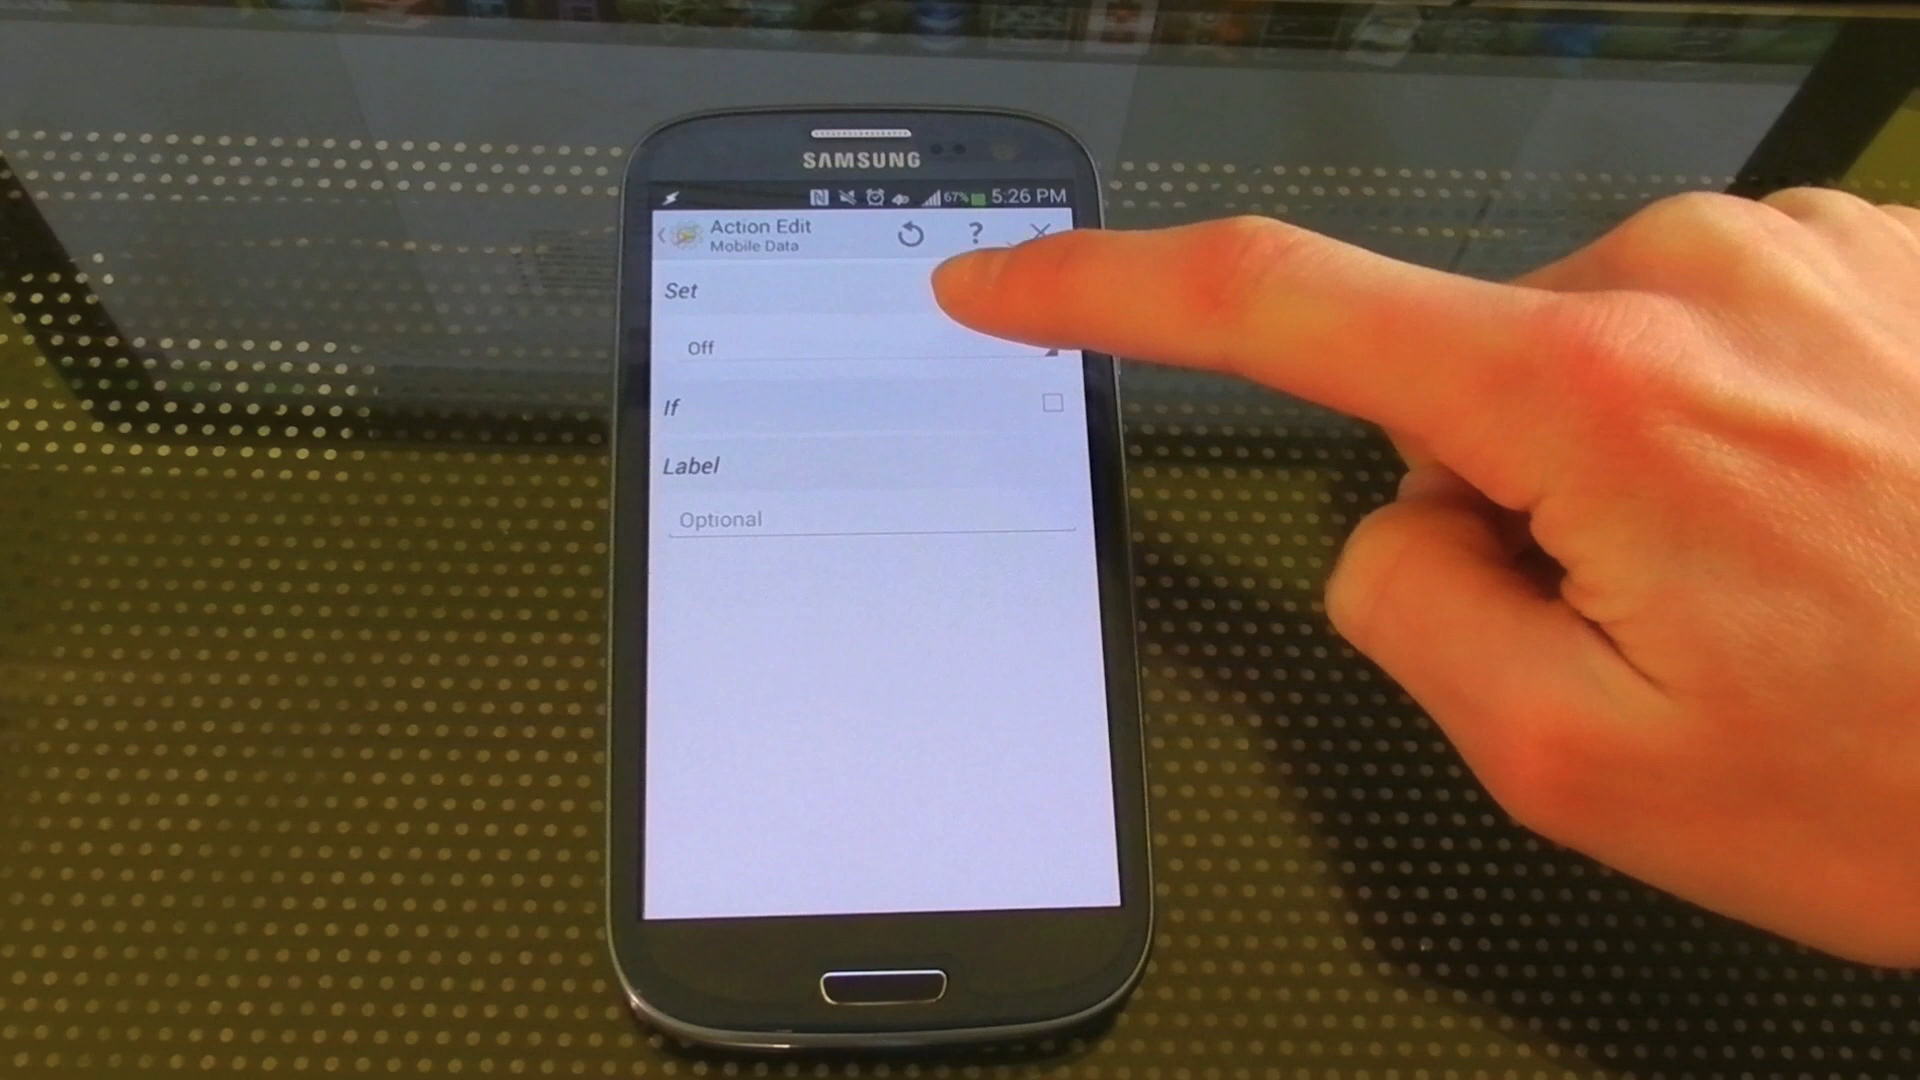 SAMSUNG
67% 5:26 PM
Action Edit
Mobile Data
?
Set
Off
If
Label
Optional